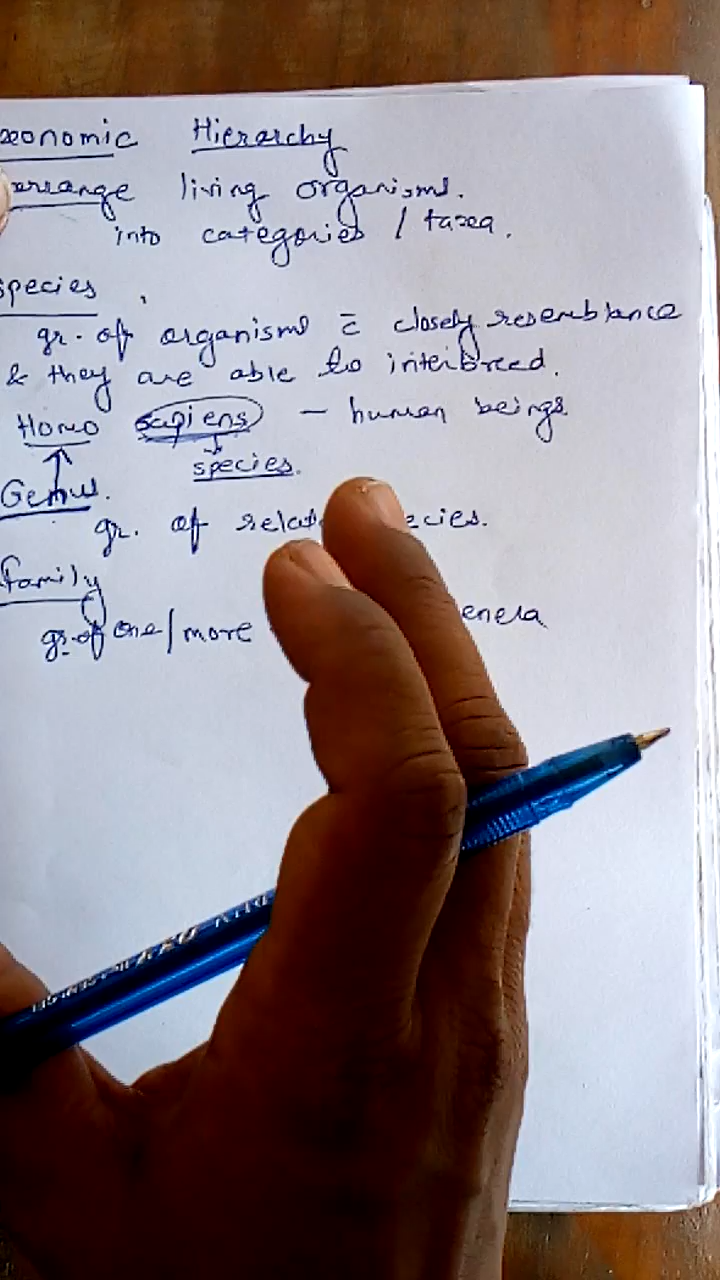 axonomic Hierarchy
arrange living organisms.
into categories / taxa.
species
gr. of organisms c̄ closely resemblance
& they are able to interbreed.
Homo sapiens – human beings.
species.
Genus.
gr. of relat ecies.
family
gr. of one/more enera